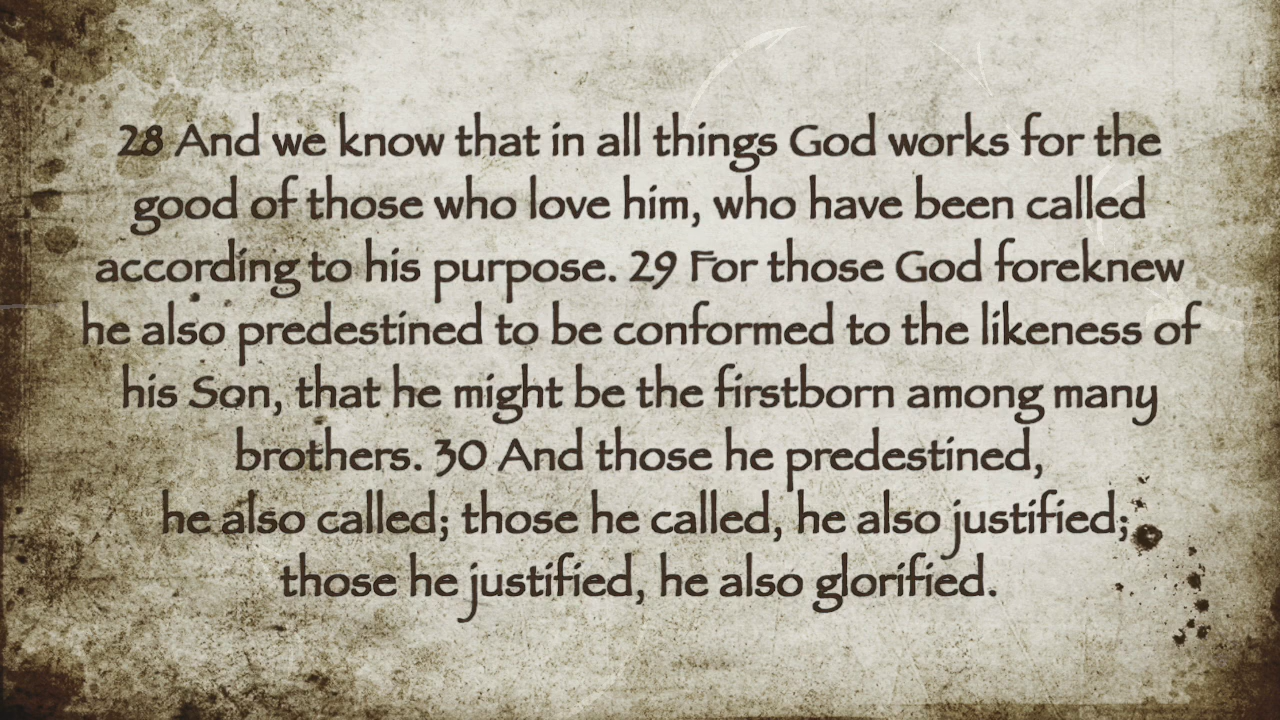 28 And we know that in all things God works for the
good of those who love him, who have been called
according to his purpose. 29 For those God foreknew
he also predestined to be conformed to the likeness of
his Son, that he might be the firstborn among many
brothers. 30 And those he predestined,
he also called; those he called, he also justified;
those he justified, he also glorified.